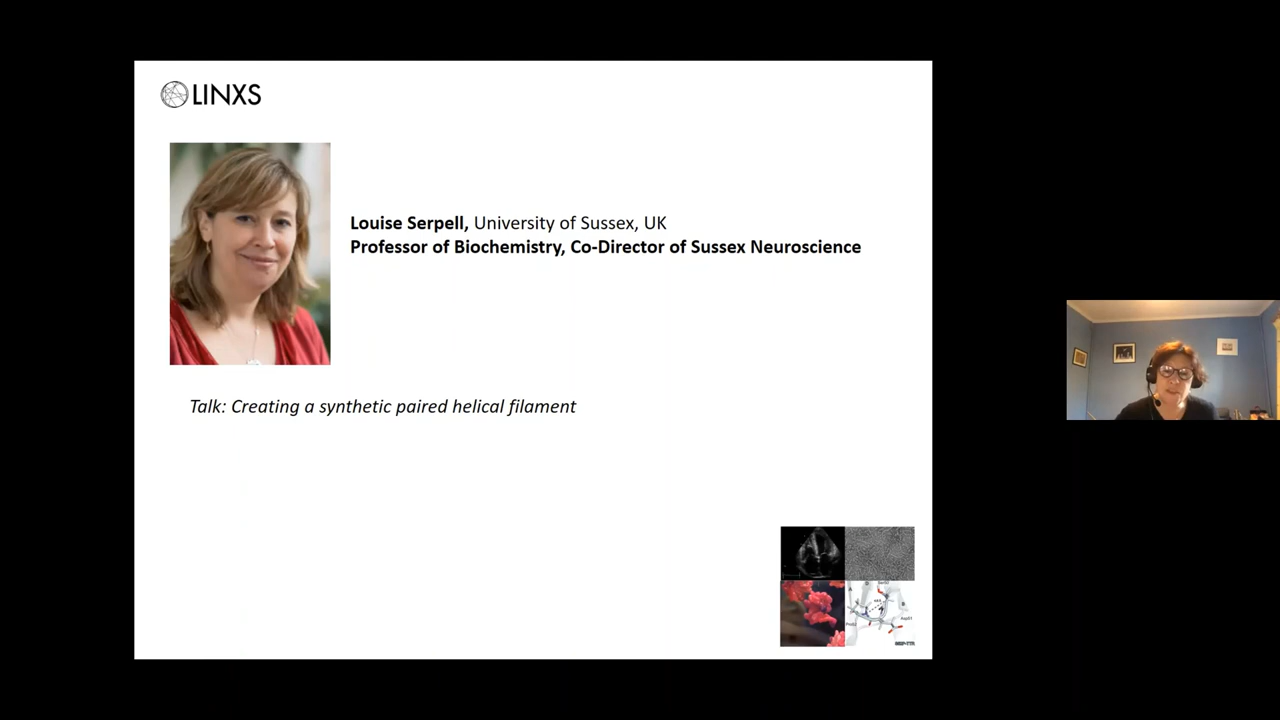 LINXS
Louise Serpell, University of Sussex, UK
Professor of Biochemistry, Co-Director of Sussex Neuroscience
Talk: Creating a synthetic paired helical filament